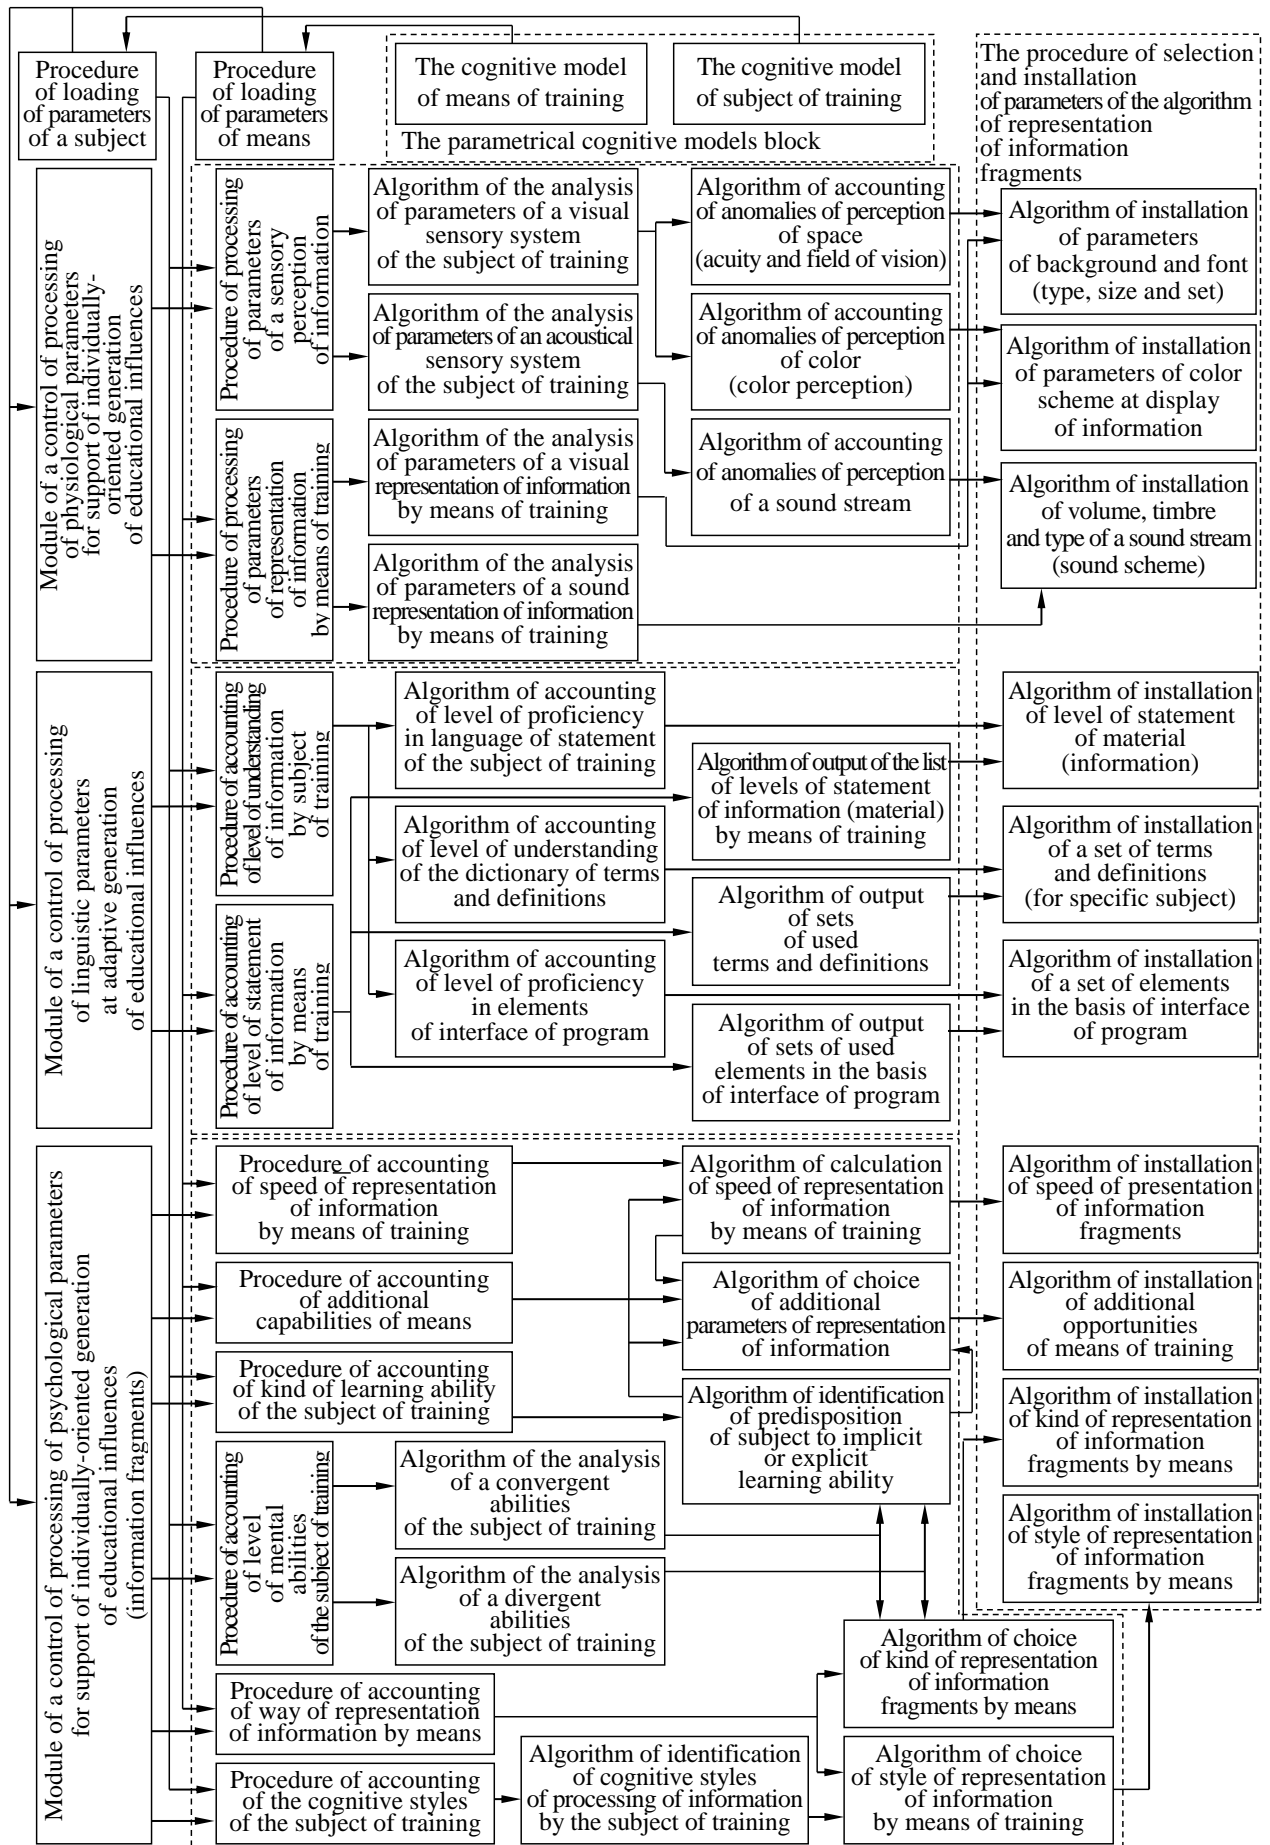 Procedure
of loading
of parameters
of a subject
Procedure
of loading
of parameters
of means
The cognitive model
of means of training
The cognitive model
of subject of training
The parametrical cognitive models block
The procedure of selection
and installation
of parameters of the algorithm
of representation
of information
fragments
Module of a control of processing
of physiological parameters
for support of individually-
oriented generation
of educational influences
Procedure of processing
of parameters
of a sensory
perception
of information
Algorithm of the analysis
of parameters of a visual
sensory system
of the subject of training
Algorithm of accounting
of anomalies of perception
of space
(acuity and field of vision)
Algorithm of installation
of parameters
of background and font
(type, size and set)
Algorithm of the analysis
of parameters of an acoustical
sensory system
of the subject of training
Algorithm of accounting
of anomalies of perception
of color
(color perception)
Algorithm of installation
of parameters of color
scheme at display
of information
Procedure of processing
of parameters
of representation
of information
by means of training
Algorithm of the analysis
of parameters of a visual
representation of information
by means of training
Algorithm of accounting
of anomalies of perception
of a sound stream
Algorithm of installation
of volume, timbre
and type of a sound stream
(sound scheme)
Algorithm of the analysis
of parameters of a sound
representation of information
by means of training
Module of a control of processing
of linguistic parameters
at adaptive generation
of educational influences
Procedure of accounting
of level of understanding
of information
by subject
of training
Algorithm of accounting
of level of proficiency
in language of statement
of the subject of training
Algorithm of output of the list
of levels of statement
of information (material)
by means of training
Algorithm of installation
of level of statement
of material
(information)
Algorithm of accounting
of level of understanding
of the dictionary of terms
and definitions
Algorithm of installation
of a set of terms
and definitions
(for specific subject)
Procedure of accounting
of level of statement
of information
by means
of training
Algorithm of output
of sets
of used
terms and definitions
Algorithm of accounting
of level of proficiency
in elements
of interface of program
Algorithm of installation
of a set of elements
in the basis of interface
of program
Algorithm of output
of sets of used
elements in the basis
of interface of program
Module of a control of processing of psychological parameters
for support of individually-oriented generation
of educational influences
(information fragments)
Procedure of accounting
of speed of representation
of information
by means of training
Algorithm of calculation
of speed of representation
of information
by means of training
Algorithm of installation
of speed of presentation
of information
fragments
Procedure of accounting
of additional
capabilities of means
Algorithm of choice
of additional
parameters of representation
of information
Algorithm of installation
of additional
opportunities
of means of training
Procedure of accounting
of kind of learning ability
of the subject of training
Algorithm of identification
of predisposition
of subject to implicit
or explicit
learning ability
Algorithm of installation
of kind of representation
of information
fragments by means
Procedure of accounting
of level
of mental
abilities
of the subject of training
Algorithm of the analysis
of a convergent
abilities
of the subject of training
Algorithm of installation
of style of representation
of information
fragments by means
Algorithm of the analysis
of a divergent
abilities
of the subject of training
Algorithm of choice
of kind of representation
of information
fragments by means
Procedure of accounting
of way of representation
of information by means
Procedure of accounting
of the cognitive styles
of the subject of training
Algorithm of identification
of cognitive styles
of processing of information
by the subject of training
Algorithm of choice
of style of representation
of information
by means of training